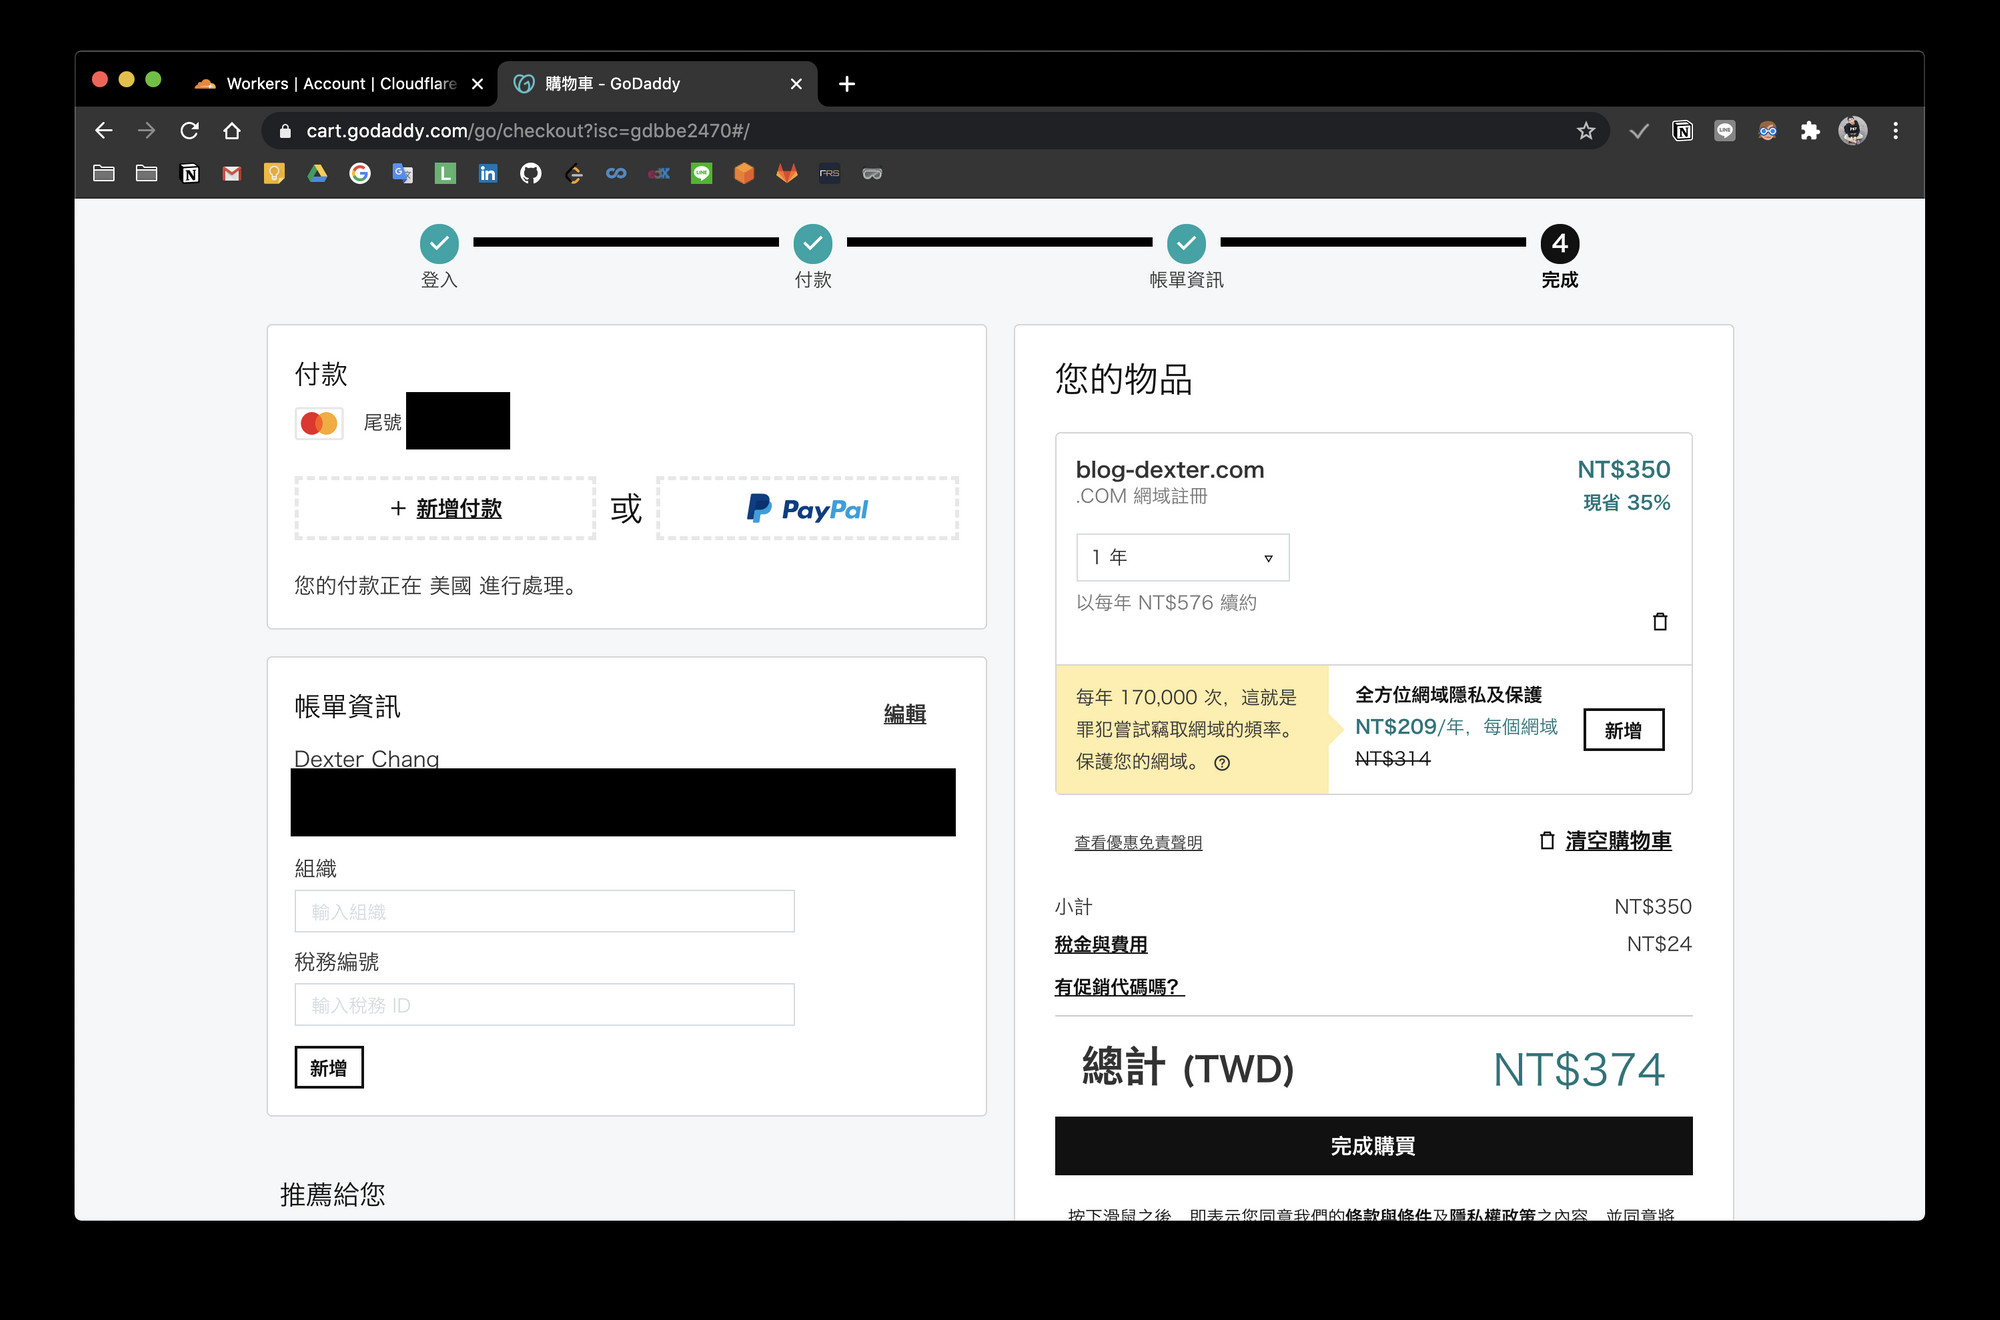 Workers | Account | Cloudflare
購物車 - GoDaddy
cart.godaddy.com/go/checkout?isc=gdbbe2470#/
登入
付款
帳單資訊
4
完成
付款
尾號
+ 新增付款
或
PayPal
您的付款正在 美國 進行處理。
帳單資訊
編輯
Dexter Chang
組織
輸入組織
稅務編號
輸入稅務 ID
新增
推薦給您
您的物品
blog-dexter.com
NT$350
.COM 網域註冊
現省 35%
1 年
以每年 NT$576 續約
每年 170,000 次，這就是
罪犯嘗試竊取網域的頻率。
保護您的網域。 ?
全方位網域隱私及保護
NT$209/年，每個網域
NT$314
新增
查看優惠免責聲明
清空購物車
小計
NT$350
稅金與費用
NT$24
有促銷代碼嗎?
總計 (TWD)
NT$374
完成購買
按下滑鼠之後，即表示您同意我們的條款與條件及隱私權政策之內容，並同意將